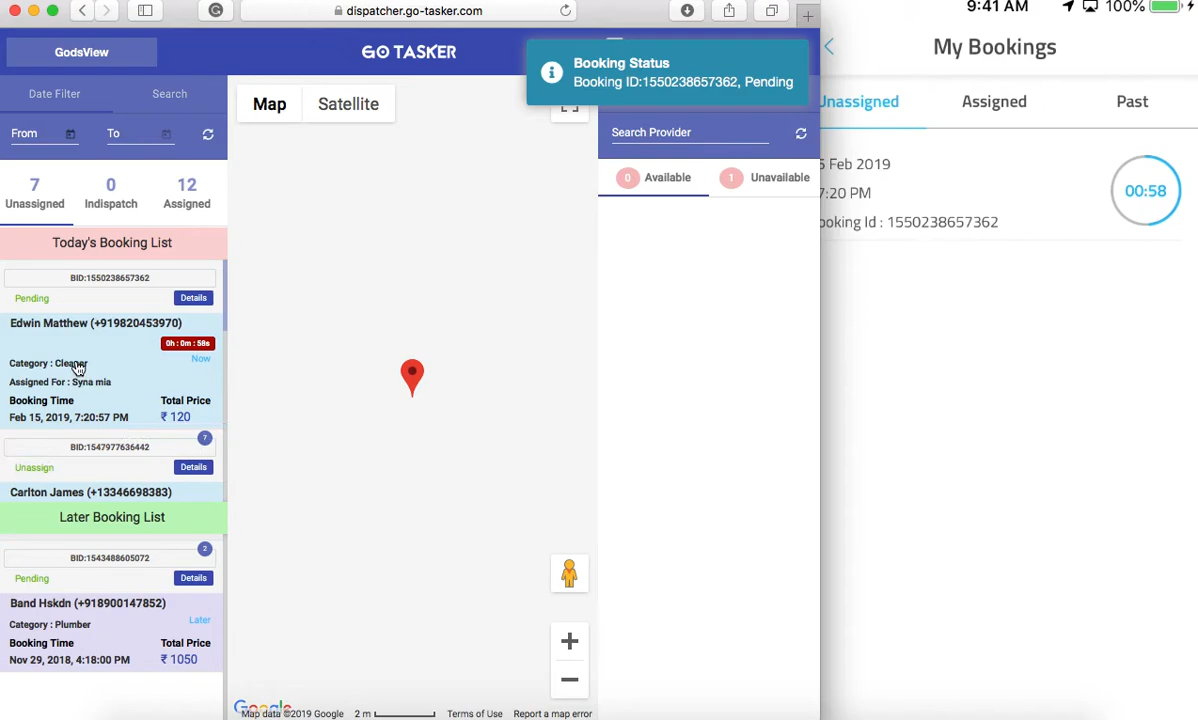 dispatcher.go-tasker.com
GodsView
GO TASKER
Booking Status
Booking ID:1550238657362, Pending
Date Filter
Search
From
To
7
Unassigned
0
Indispatch
12
Assigned
Today's Booking List
BID:1550238657362
Pending
Details
Edwin Matthew (+919820453970)
0h : 0m : 58s
Now
Category : Cleaner
Assigned For : Syna mia
Booking Time
Total Price
Feb 15, 2019, 7:20:57 PM
₹ 120
7
BID:1547977636442
Unassign
Details
Carlton James (+13346698383)
Later Booking List
2
BID:1543488605072
Pending
Details
Band Hskdn (+918900147852)
Later
Category : Plumber
Booking Time
Total Price
Nov 29, 2018, 4:18:00 PM
₹ 1050
Map
Satellite
Google
Map data ©2019 Google
2 m
Terms of Use
Report a map error
Search Provider
0
Available
1
Unavailable
9:41 AM
100%
My Bookings
Unassigned
Assigned
Past
5 Feb 2019
7:20 PM
ooking Id : 1550238657362
00:58